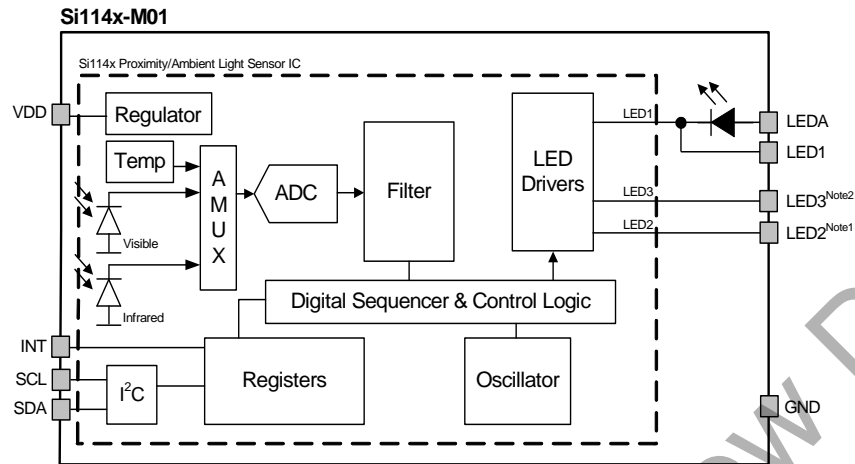 Si114x-M01
Si114x Proximity/Ambient Light Sensor IC
VDD
Regulator
Temp
A
M
U
X
ADC
Filter
LED
Drivers
LED1
LEDA
LED1
LED3
LED3Note2
LED2
LED2Note1
Visible
Infrared
Digital Sequencer & Control Logic
INT
SCL
SDA
I2C
Registers
Oscillator
GND